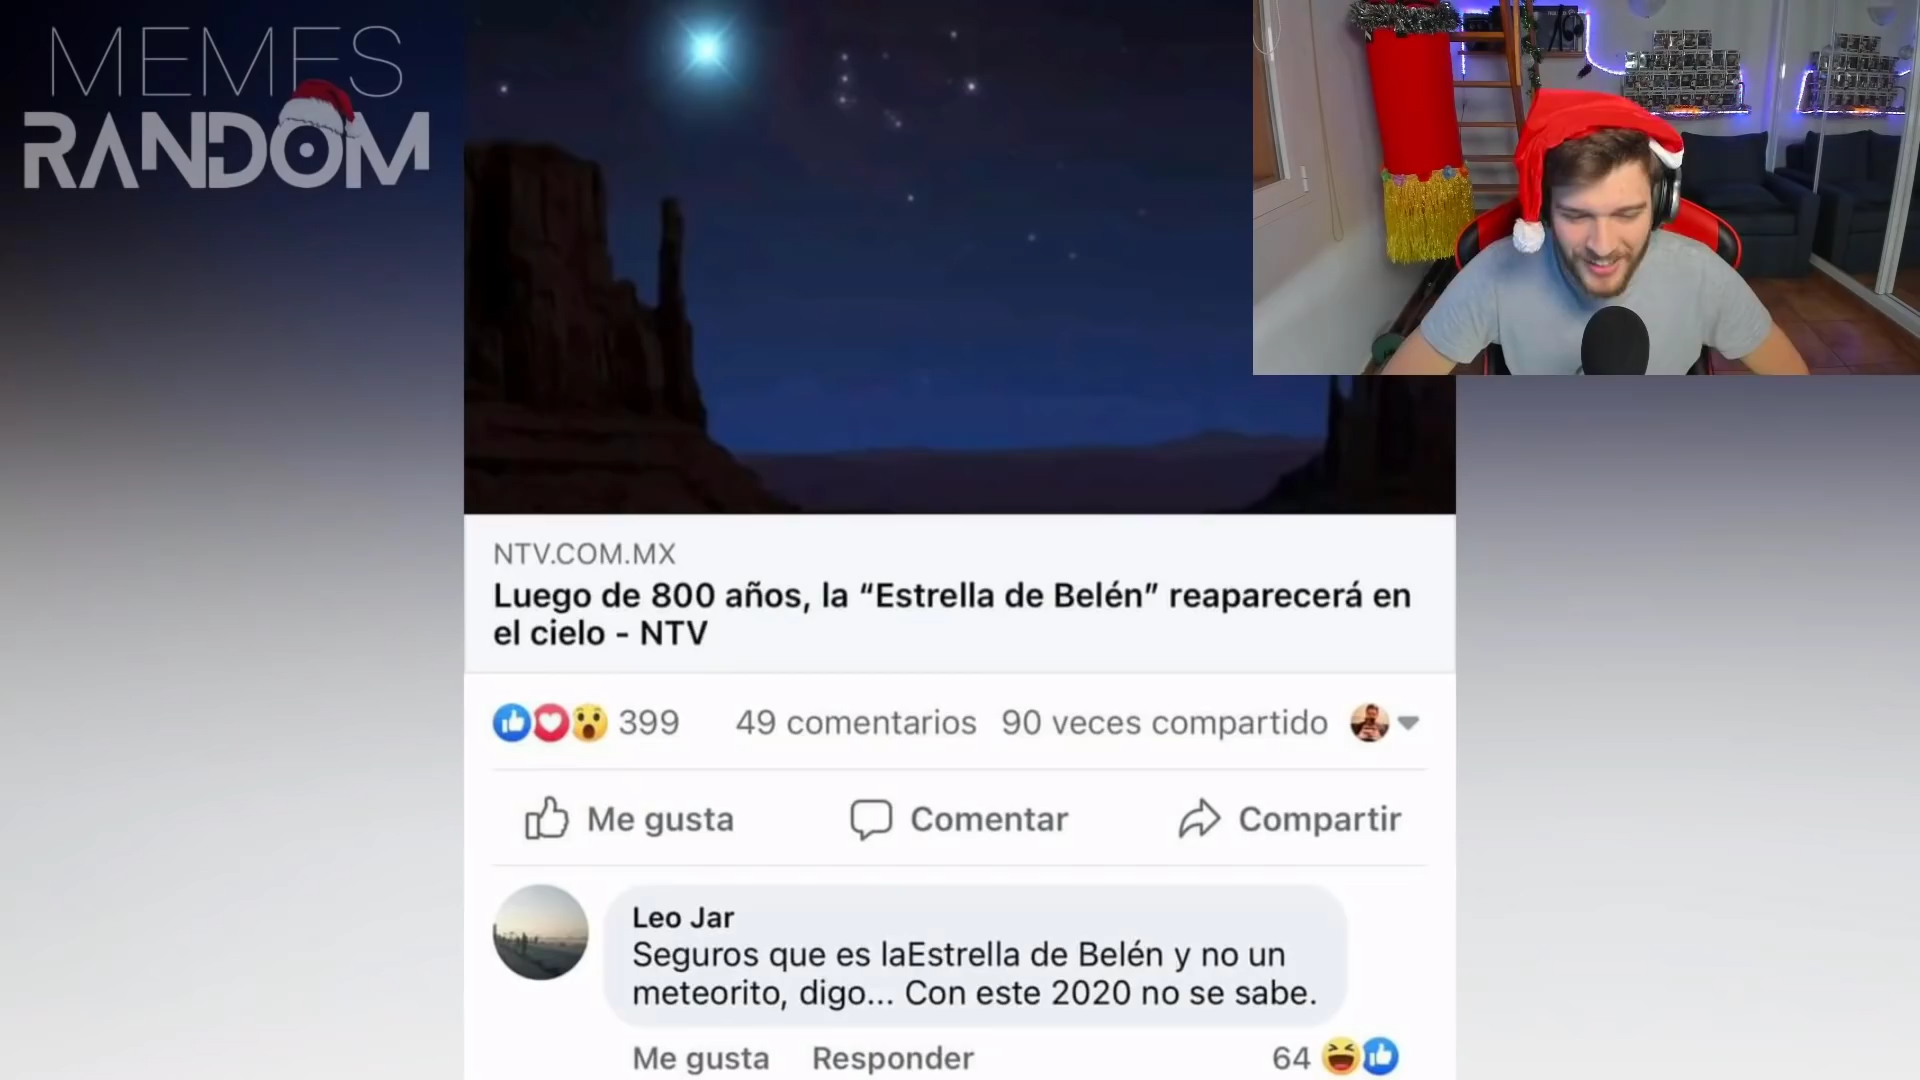 MEMES
RANDOM
NTV.COM.MX
Luego de 800 años, la “Estrella de Belén” reaparecerá en
el cielo - NTV
399 49 comentarios 90 veces compartido
Me gusta Comentar Compartir
Leo Jar
Seguros que es laEstrella de Belén y no un
meteorito, digo... Con este 2020 no se sabe.
Me gusta Responder 64